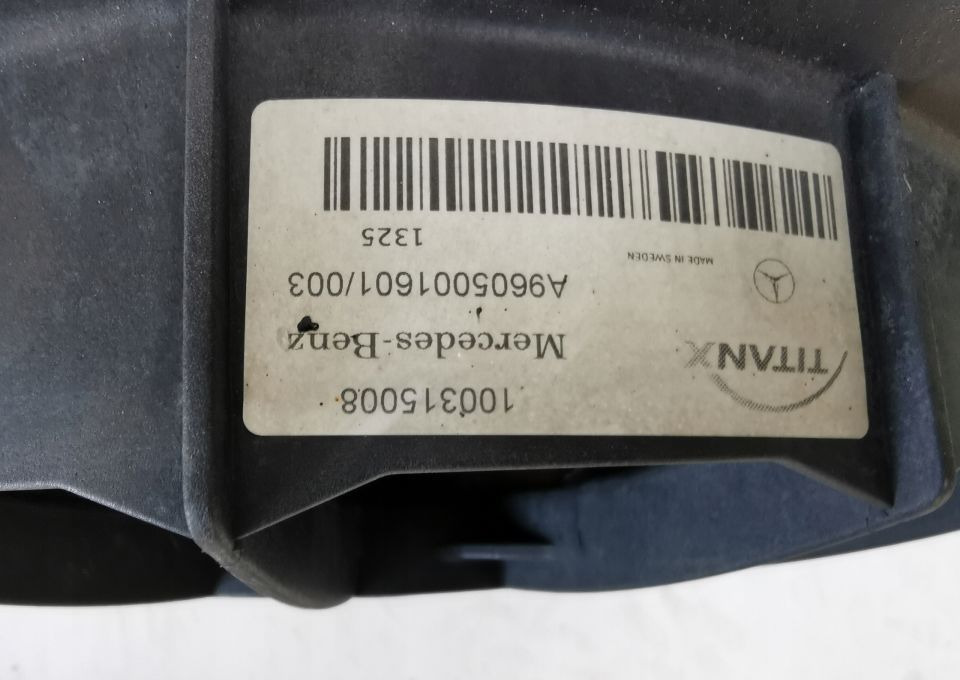 100315008
TITANX
Mercedes-Benz
A9605001601/003
MADE IN SWEDEN
1325